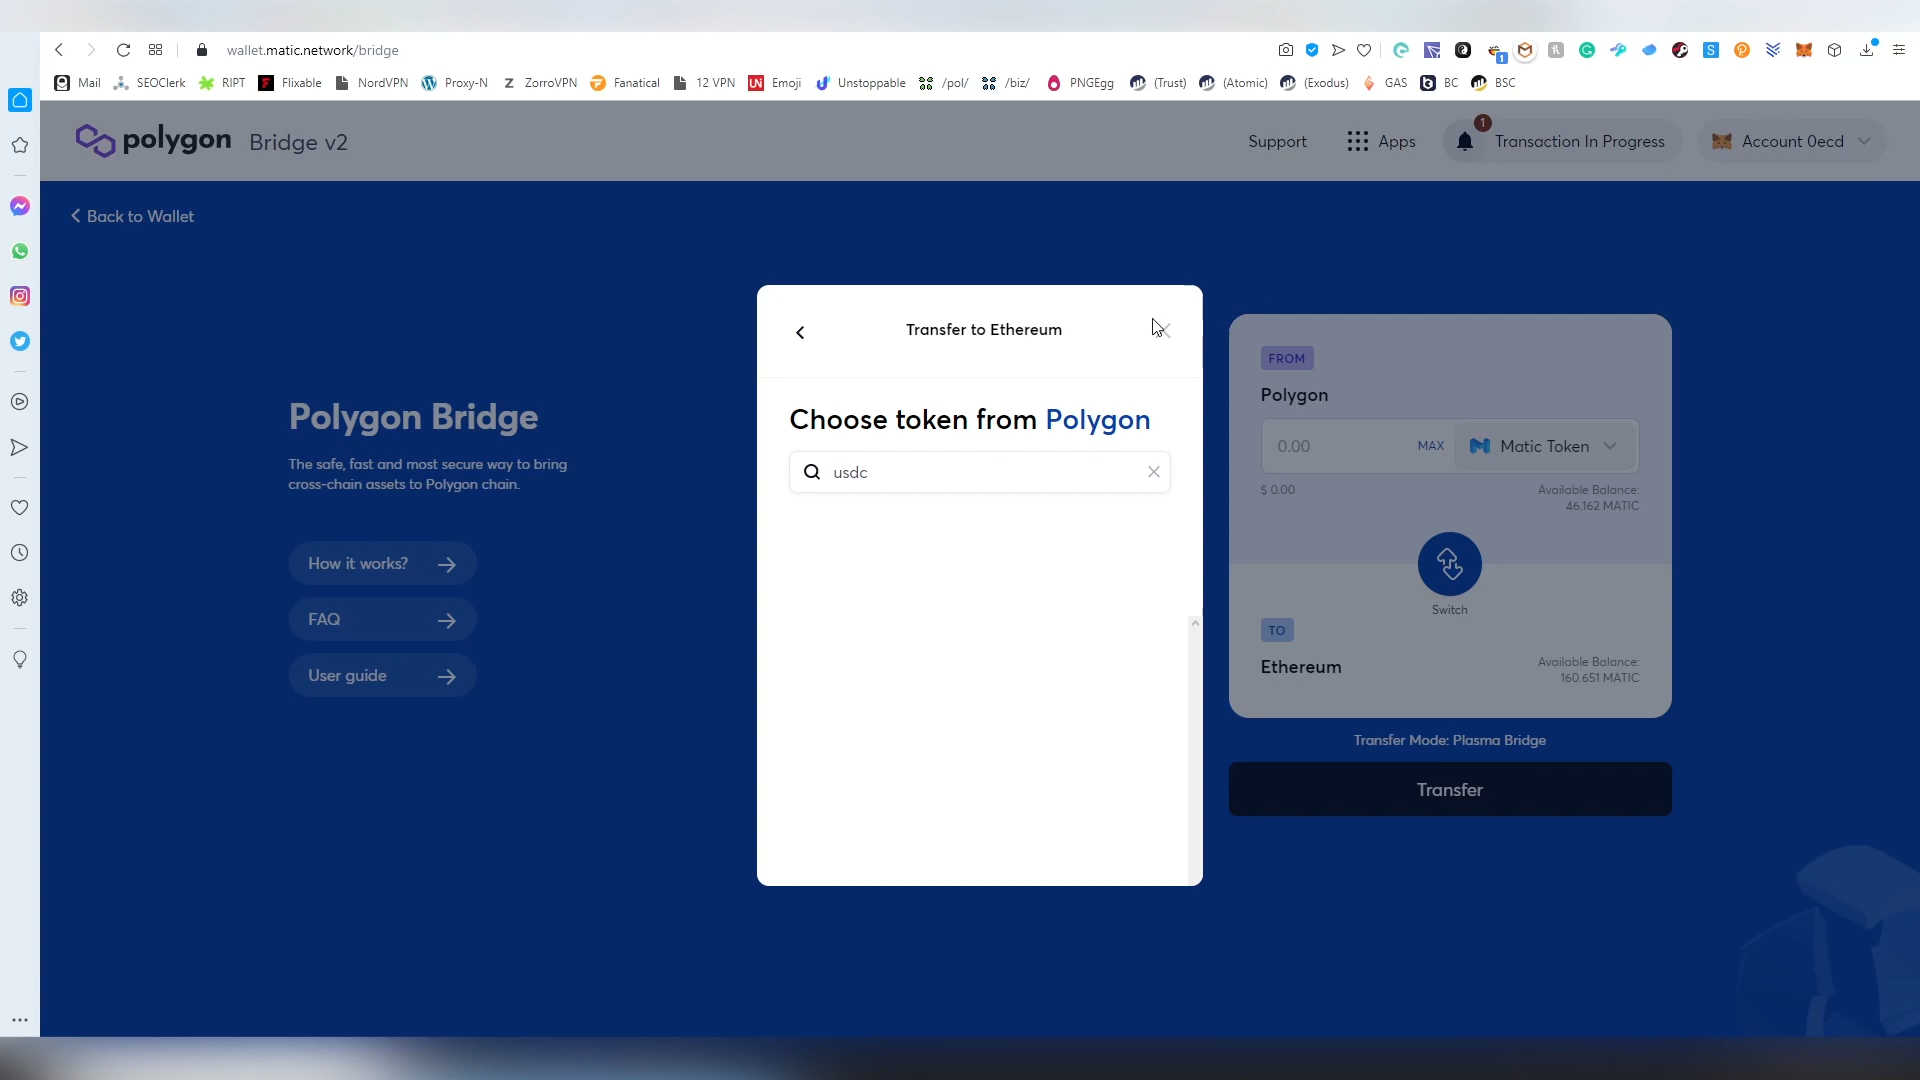 wallet.matic.network/bridge
1
Mail SEOClerk RIPT Flixable NordVPN Proxy-N ZorroVPN Fanatical 12 VPN Emoji Unstoppable /pol/ /biz/ PNGEgg (Trust) (Atomic) (Exodus) GAS BC BSC
polygon Bridge v2
Support Apps 1 Transaction In Progress Account 0ecd
Back to Wallet
Polygon Bridge
The safe, fast and most secure way to bring
cross-chain assets to Polygon chain.
How it works?
FAQ
User guide
Transfer to Ethereum
Choose token from Polygon
usdc
FROM
Polygon
0.00 MAX Matic Token
$ 0.00 Available Balance:
46.162 MATIC
Switch
TO
Ethereum Available Balance:
160.651 MATIC
Transfer Mode: Plasma Bridge
Transfer